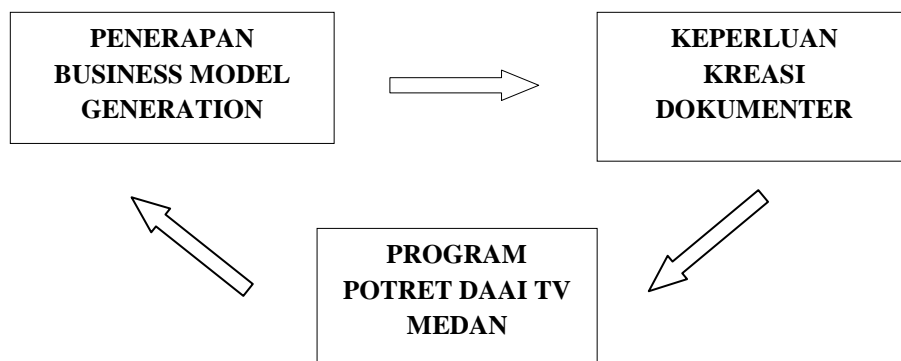 PENERAPAN
BUSINESS MODEL
GENERATION
KEPERLUAN
KREASI
DOKUMENTER
PROGRAM
POTRET DAAI TV
MEDAN